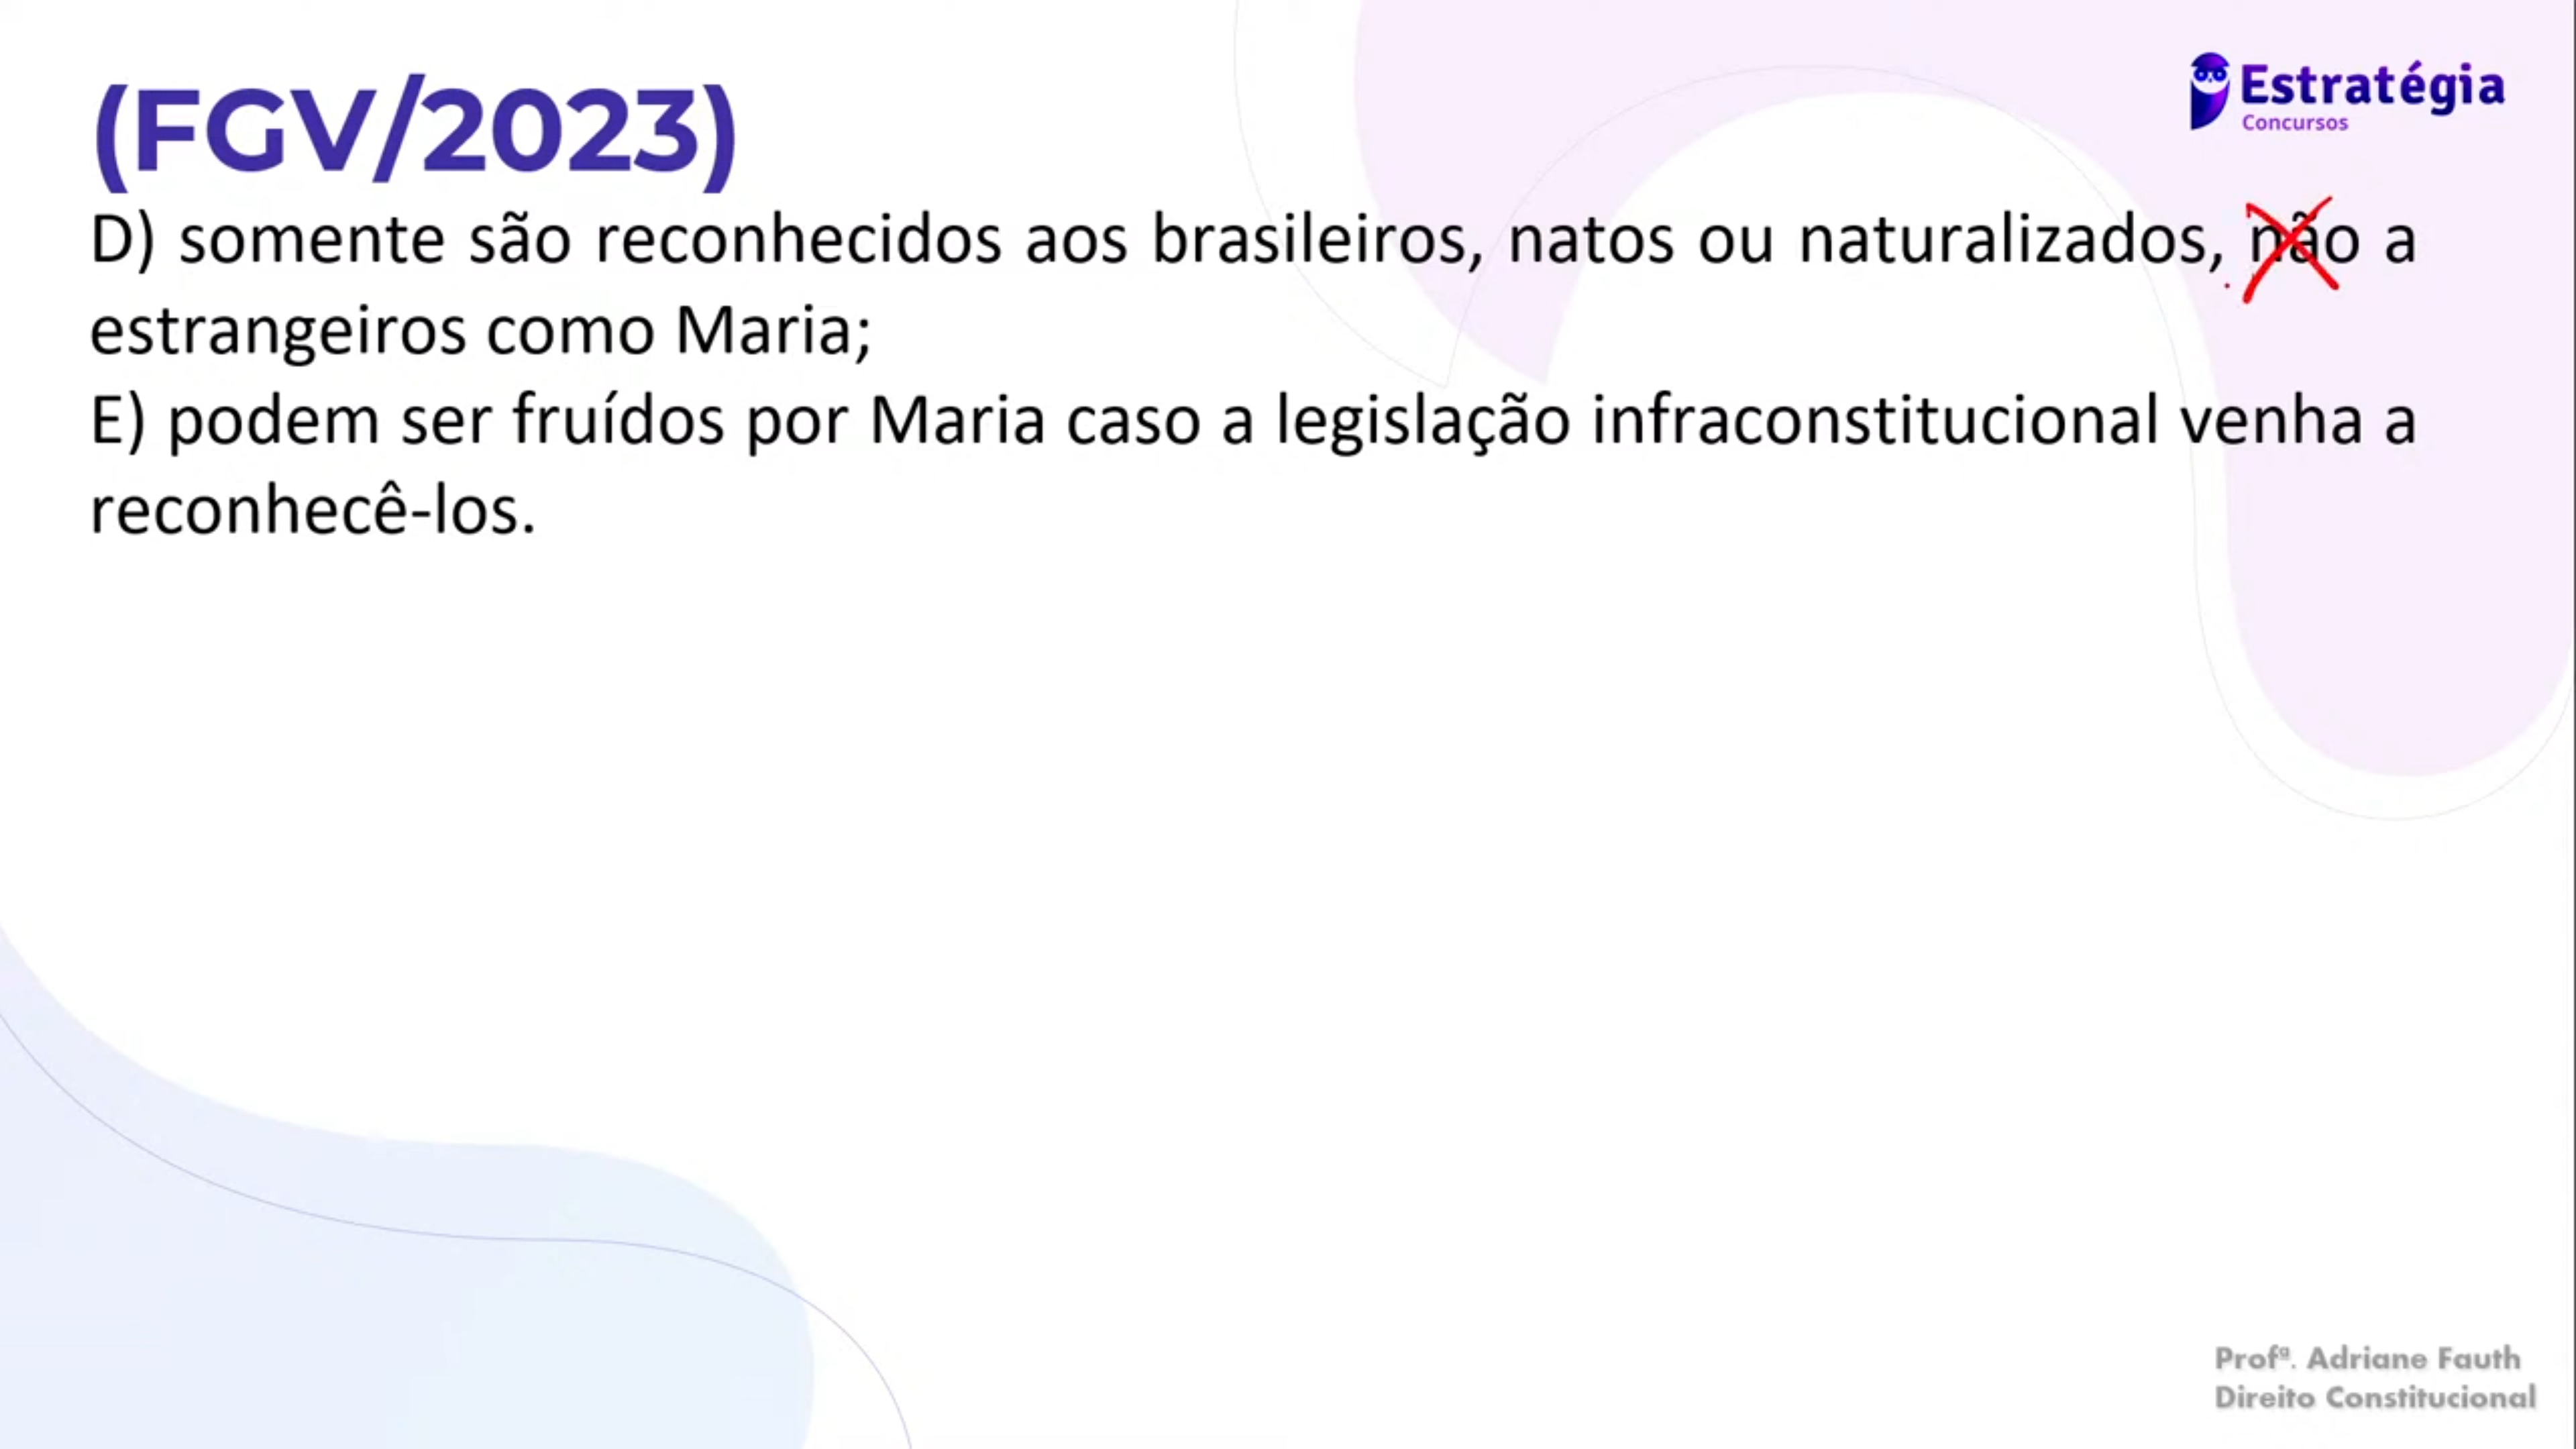 (FGV/2023)
Estratégia
Concursos
D) somente são reconhecidos aos brasileiros, natos ou naturalizados, não a
estrangeiros como Maria;
E) podem ser fruídos por Maria caso a legislação infraconstitucional venha a
reconhecê-los.
Profª. Adriane Fauth
Direito Constitucional